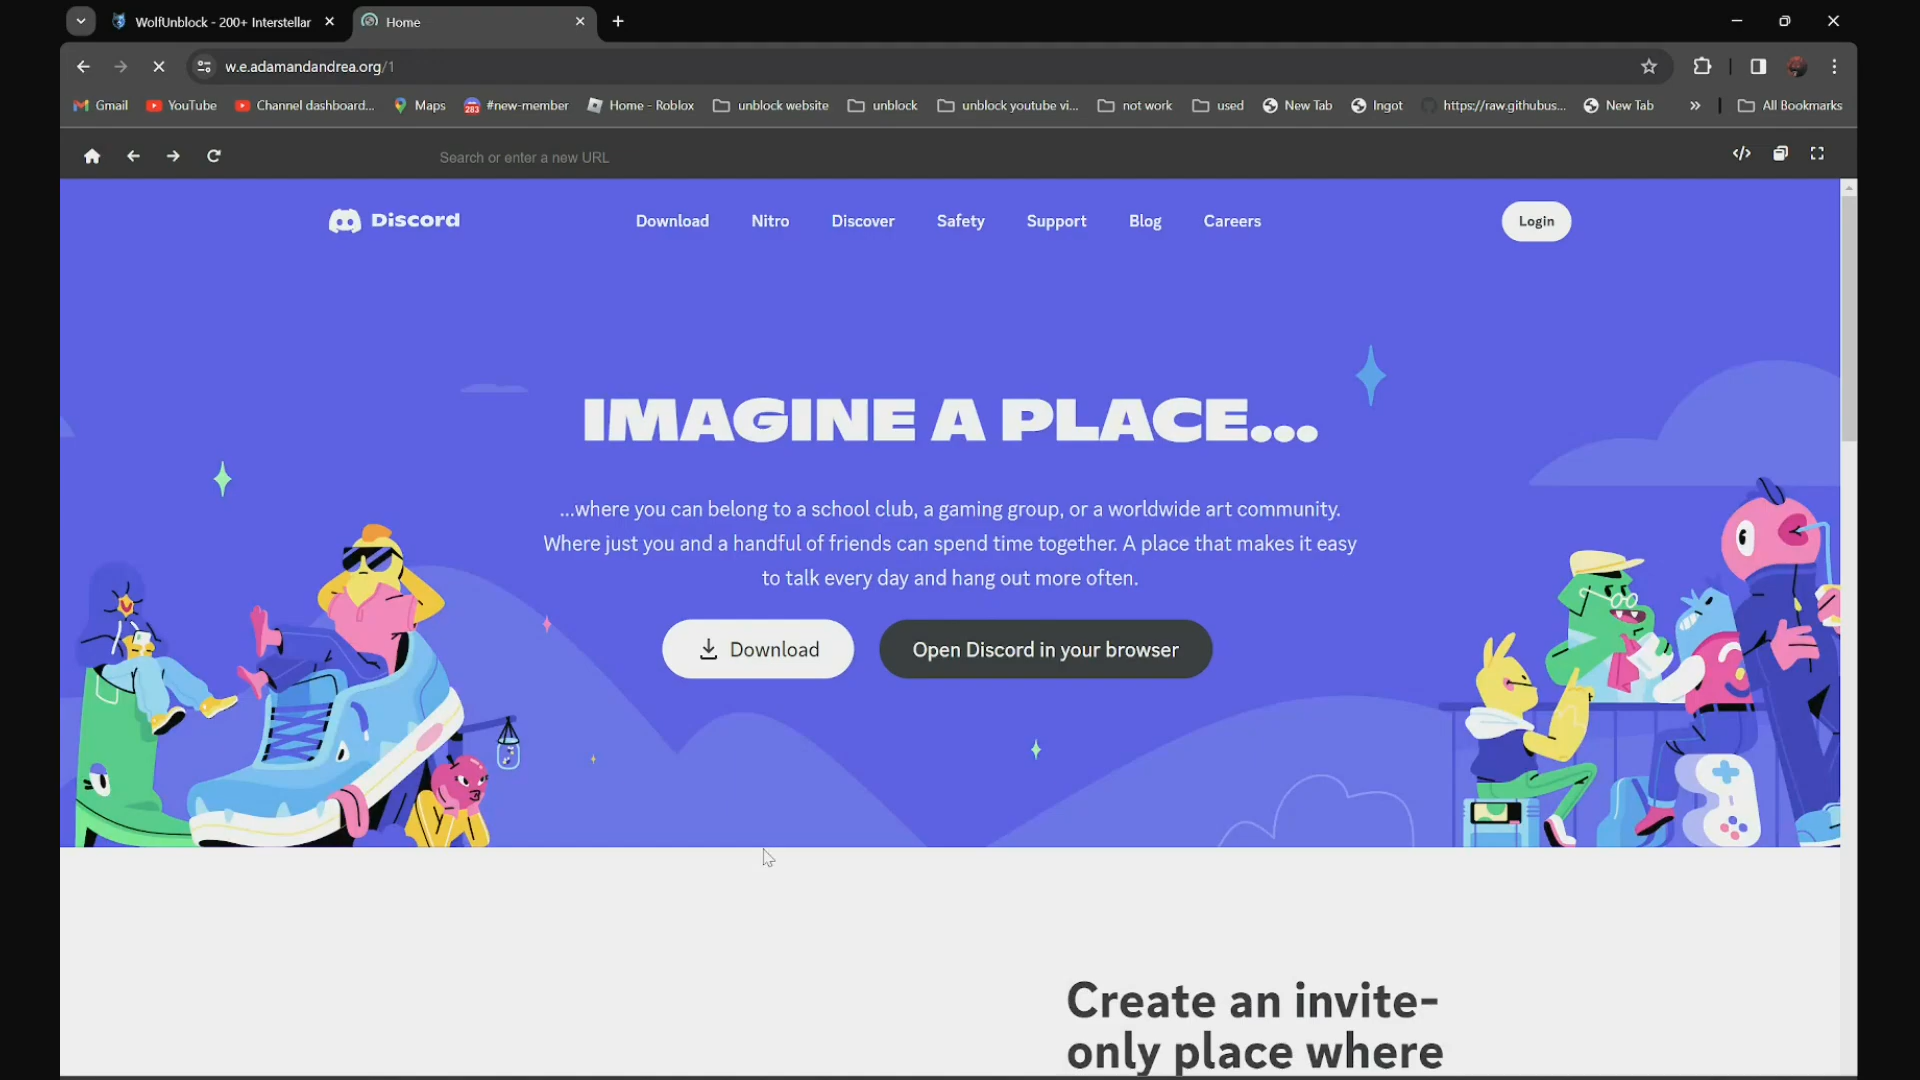 WolfUnblock - 200+ Interstellar
Home
w.e.adamandandrea.org/1
Gmail
YouTube
Channel dashboard...
Maps
283
#new-member
Home - Roblox
unblock website
unblock
unblock youtube vi...
not work
used
New Tab
Ingot
https://raw.githubus...
New Tab
»
All Bookmarks
Search or enter a new URL
Discord
Download
Nitro
Discover
Safety
Support
Blog
Careers
Login
IMAGINE A PLACE...
...where you can belong to a school club, a gaming group, or a worldwide art community.
Where just you and a handful of friends can spend time together. A place that makes it easy
to talk every day and hang out more often.
Download
Open Discord in your browser
Create an invite-
only place where